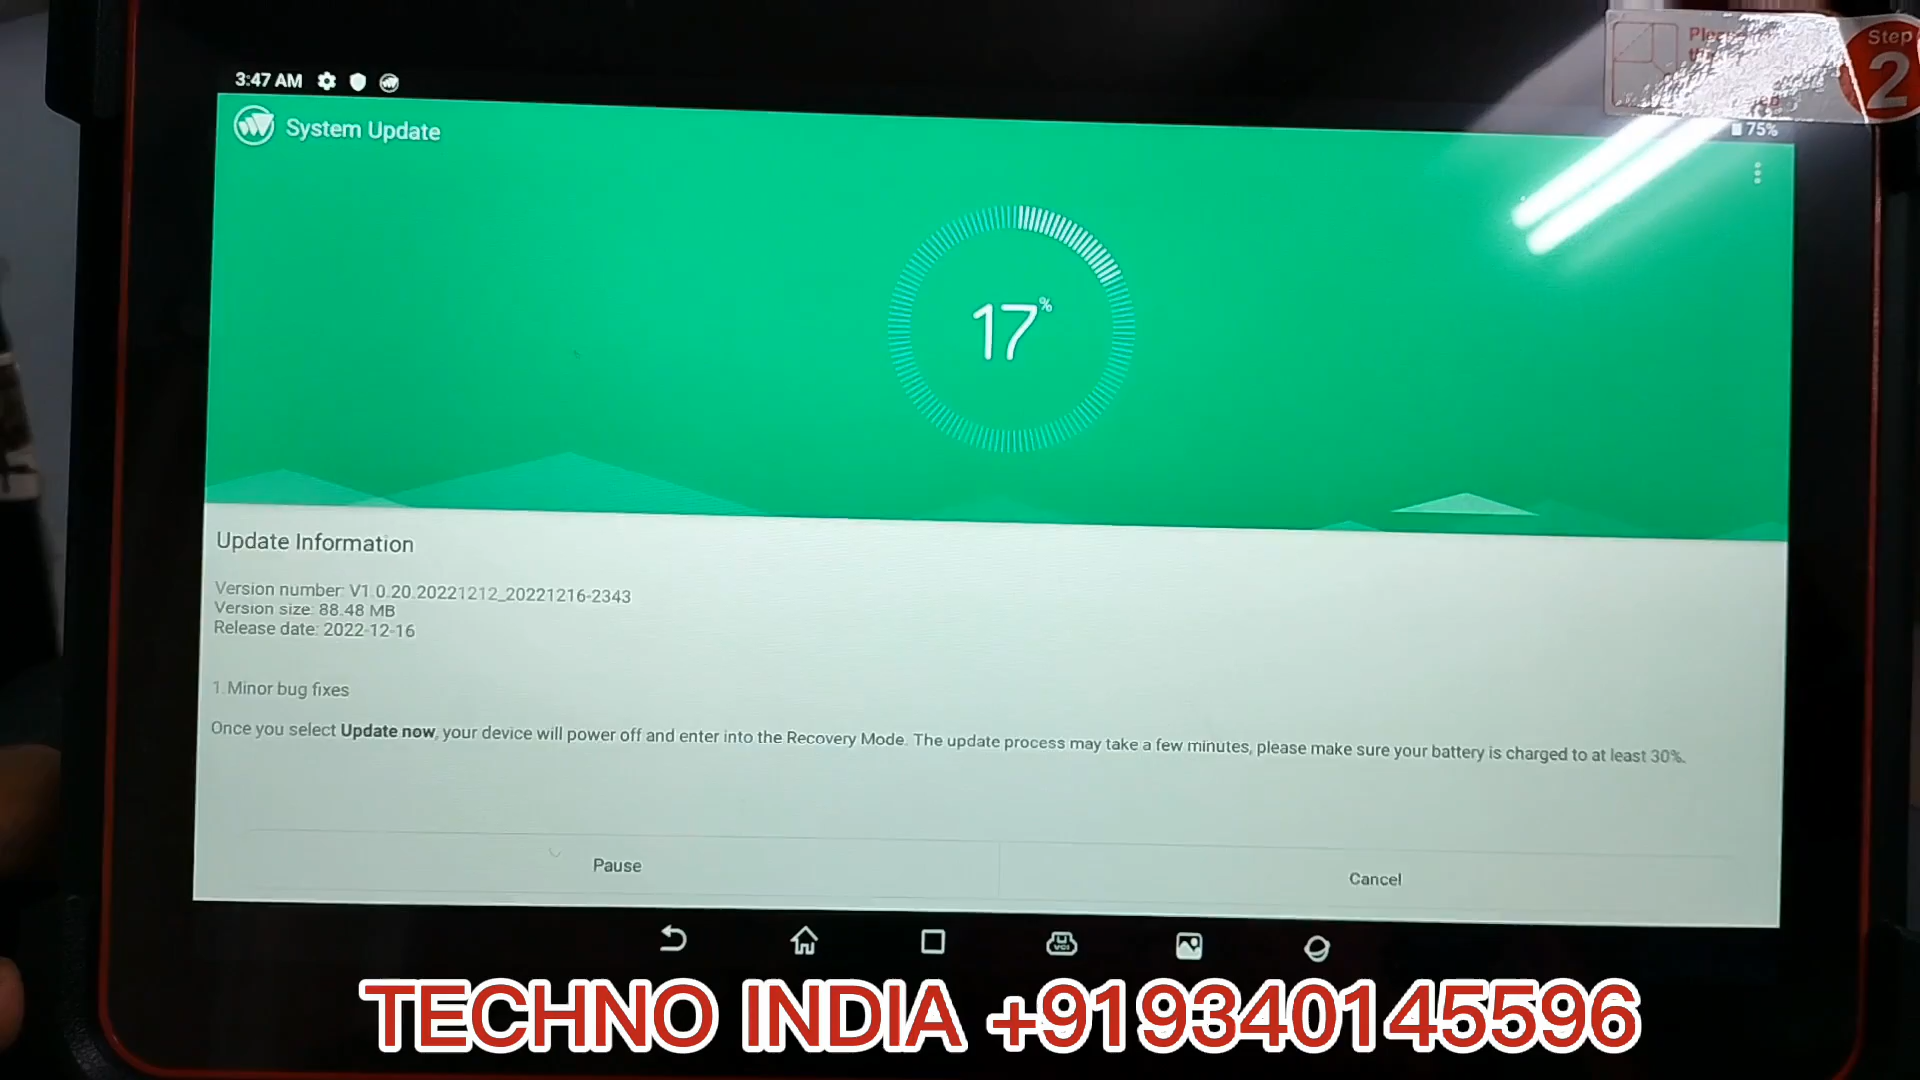 3:47 AM
Step
2
75%
System Update
17%
Update Information
Version number: V1.0.20.20221212_20221216-2343
Version size: 88.48 MB
Release date: 2022-12-16
1.Minor bug fixes
Once you select Update now, your device will power off and enter into the Recovery Mode. The update process may take a few minutes, please make sure your battery is charged to at least 30%.
Pause
Cancel
VCI
TECHNO INDIA +919340145596